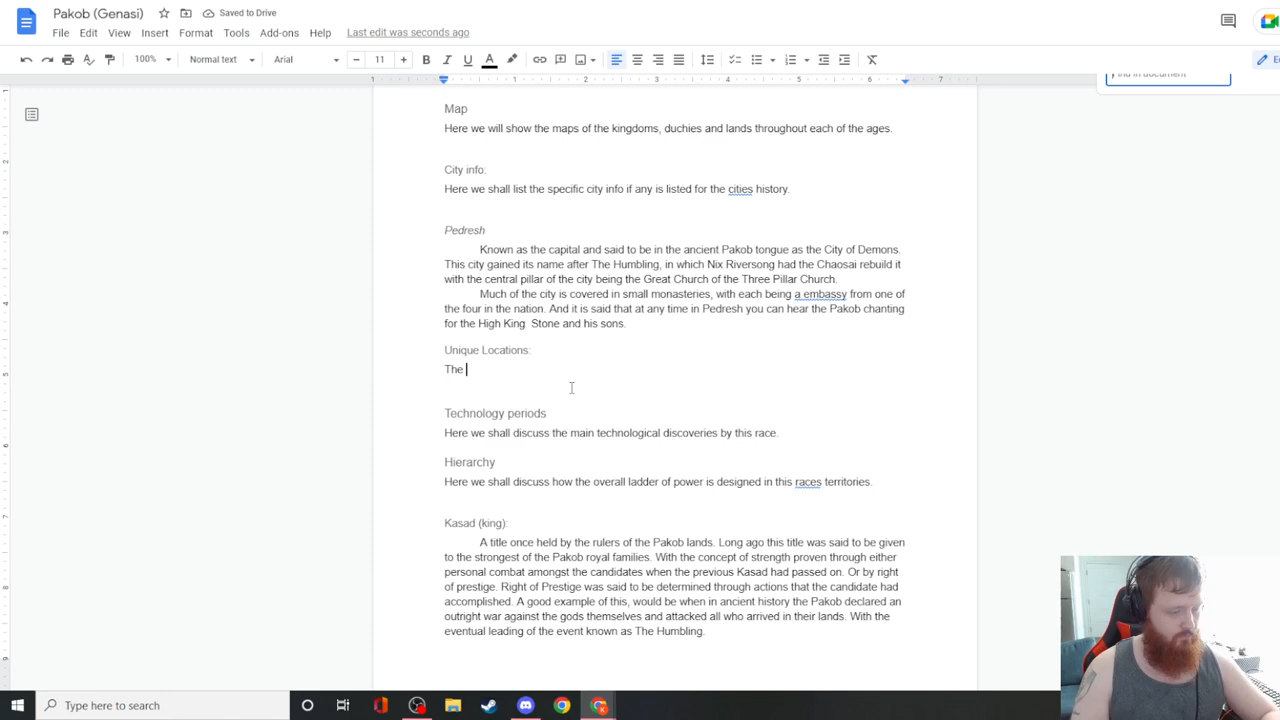 Pakob (Genasi)
Saved to Drive
File Edit View Insert Format Tools Add-ons Help Last edit was seconds ago
100% Normal text Arial 11
1 1 2 3 4 5 6 7
Map
Here we will show the maps of the kingdoms, duchies and lands throughout each of the ages.
City info:
Here we shall list the specific city info if any is listed for the cities history.
Pedresh
Known as the capital and said to be in the ancient Pakob tongue as the City of Demons.
This city gained its name after The Humbling, in which Nix Riversong had the Chaosai rebuild it
with the central pillar of the city being the Great Church of the Three Pillar Church.
Much of the city is covered in small monasteries, with each being a embassy from one of
the four in the nation. And it is said that at any time in Pedresh you can hear the Pakob chanting
for the High King Stone and his sons.
Unique Locations:
The
Technology periods
Here we shall discuss the main technological discoveries by this race.
Hierarchy
Here we shall discuss how the overall ladder of power is designed in this races territories.
Kasad (king):
A title once held by the rulers of the Pakob lands. Long ago this title was said to be given
to the strongest of the Pakob royal families. With the concept of strength proven through either
personal combat amongst the candidates when the previous Kasad had passed on. Or by right
of prestige. Right of Prestige was said to be determined through actions that the candidate had
accomplished. A good example of this, would be when in ancient history the Pakob declared an
outright war against the gods themselves and attacked all who arrived in their lands. With the
eventual leading of the event known as The Humbling.
Type here to search